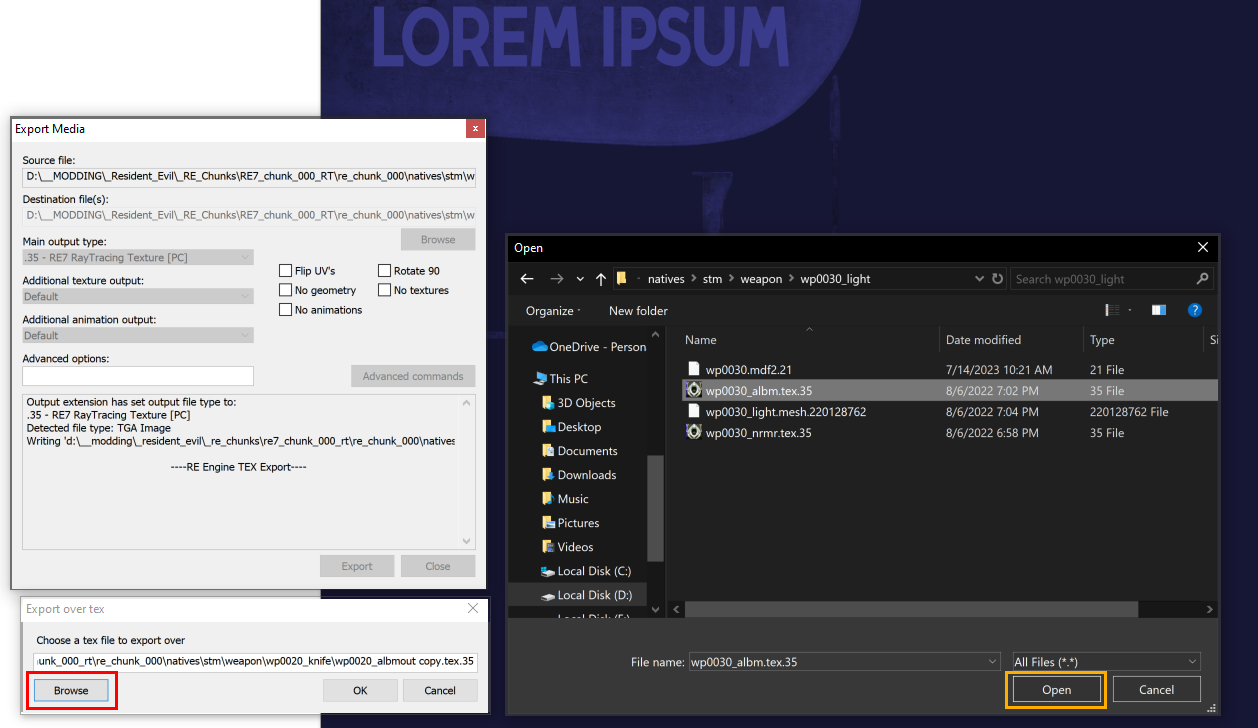 LOREM IPSUM
Export Media
Source file:
D:\__MODDING\_Resident_Evil\_RE_Chunks\RE7_chunk_000_RT\re_chunk_000\natives\stm\w
Destination file(s):
D:\__MODDING\_Resident_Evil\_RE_Chunks\RE7_chunk_000_RT\re_chunk_000\natives\stm\w
Browse
Main output type:
.35 - RE7 RayTracing Texture [PC]
Additional texture output:
Default
Additional animation output:
Default
Flip UV's
Rotate 90
No geometry
No textures
No animations
Advanced options:
Advanced commands
Output extension has set output file type to:
.35 - RE7 RayTracing Texture [PC]
Detected file type: TGA Image
Writing 'd:\__modding\_resident_evil\_re_chunks\re7_chunk_000_rt\re_chunk_000\natives
----RE Engine TEX Export----
Export
Close
Export over tex
Choose a tex file to export over
unk_000_rt\re_chunk_000\natives\stm\weapon\wp0020_knife\wp0020_albmout copy.tex.35
Browse
OK
Cancel
Open
natives > stm > weapon > wp0030_light
Search wp0030_light
Organize
New folder
OneDrive - Person
This PC
3D Objects
Desktop
Documents
Downloads
Music
Pictures
Videos
Local Disk (C:)
Local Disk (D:)
Name
Date modified
Type
Si
wp0030.mdf2.21
7/14/2023 10:21 AM
21 File
wp0030_albm.tex.35
8/6/2022 7:02 PM
35 File
wp0030_light.mesh.220128762
8/6/2022 7:04 PM
220128762 File
wp0030_nrmr.tex.35
8/6/2022 6:58 PM
35 File
File name:
wp0030_albm.tex.35
All Files (*.*)
Open
Cancel